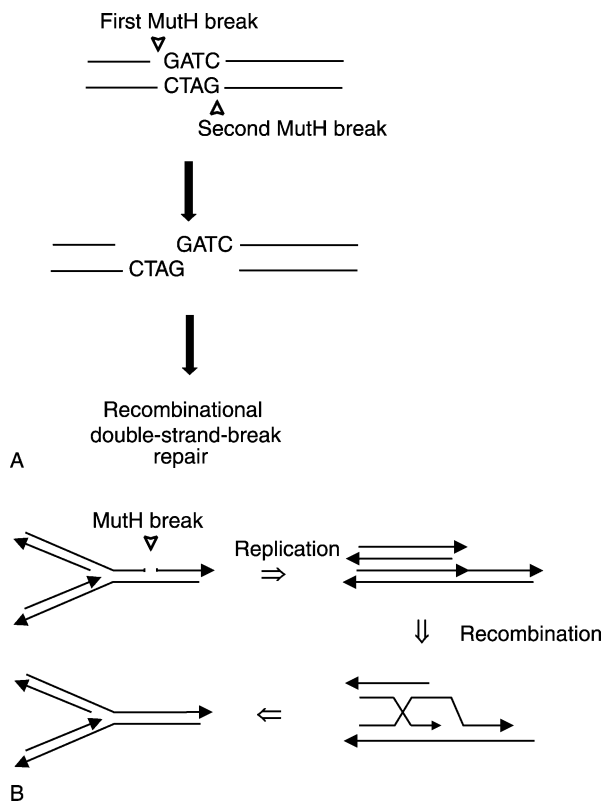 First MutH break
GATC
CTAG
Second MutH break
GATC
CTAG
Recombinational
double-strand-break
repair
A
MutH break
Replication
Recombination
B